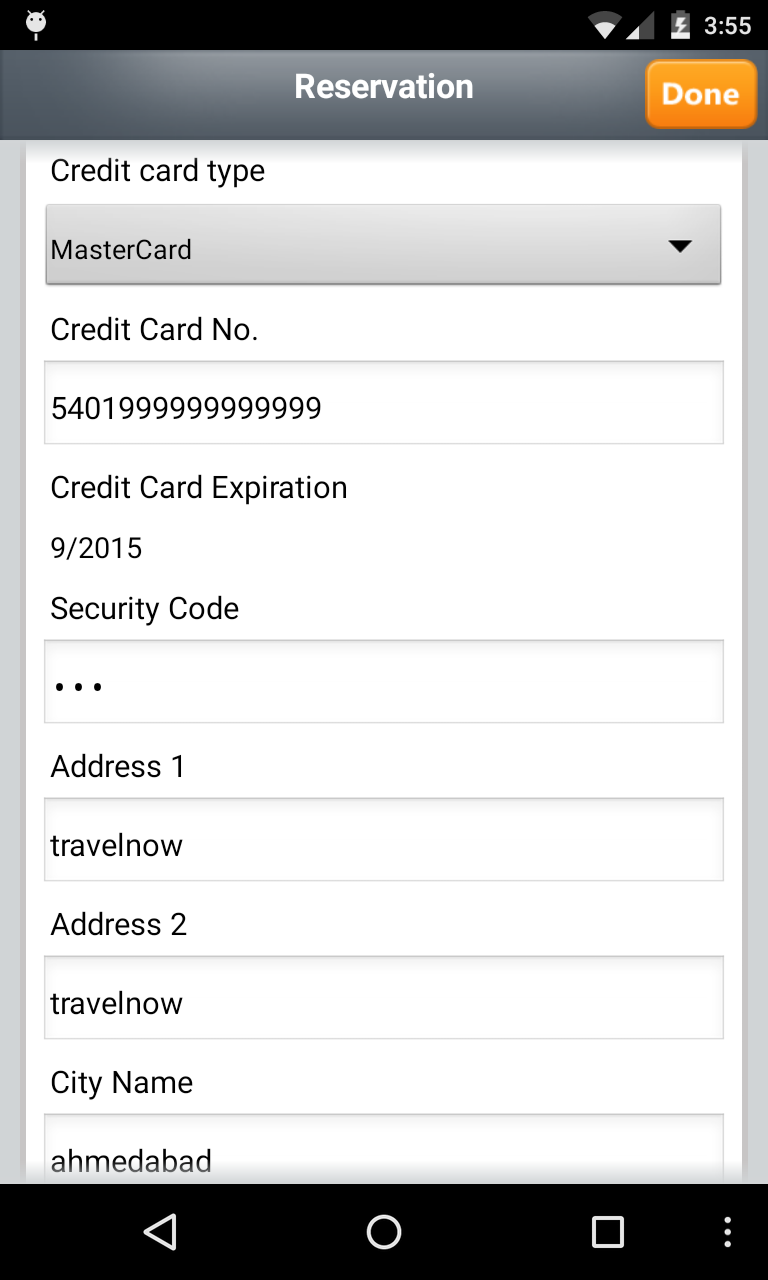 3:55
Reservation
Done
Credit card type
MasterCard
Credit Card No.
5401999999999999
Credit Card Expiration
9/2015
Security Code
•••
Address 1
travelnow
Address 2
travelnow
City Name
ahmedabad